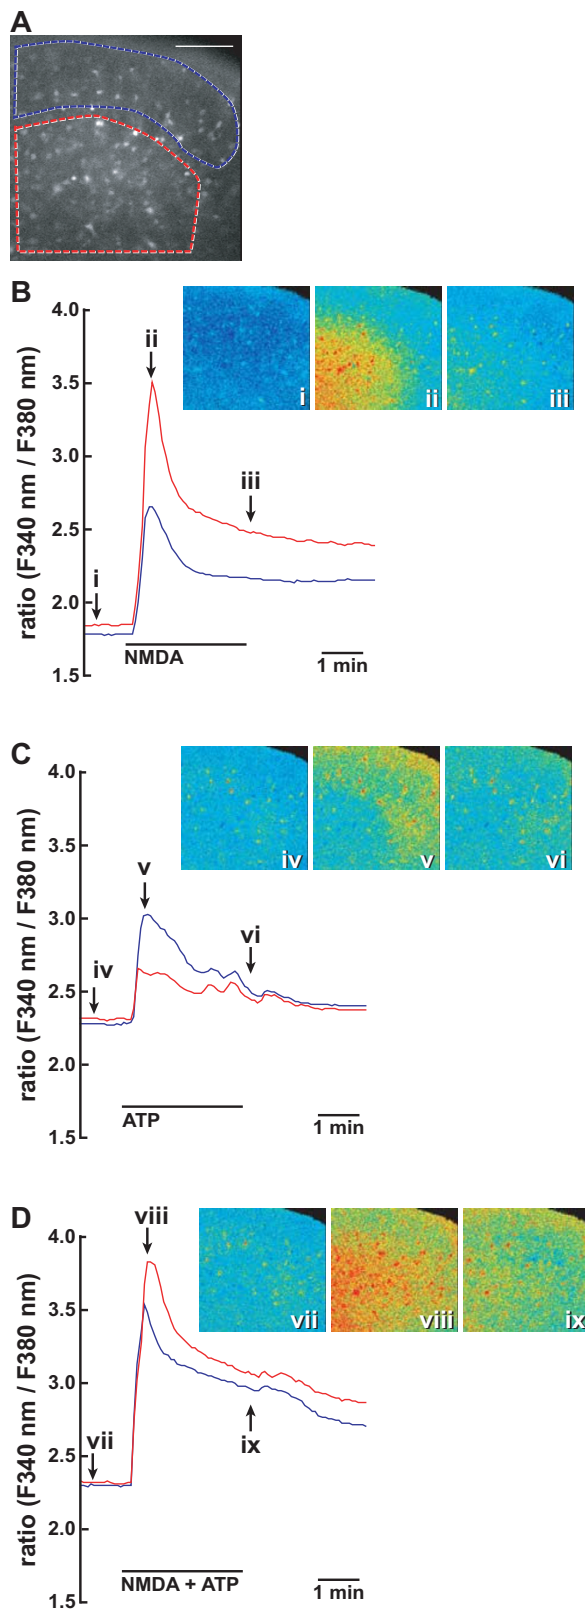 A
B
ratio (F340 nm / F380 nm)
4.0
3.5
3.0
2.5
2.0
1.5
i
ii
iii
i
ii
iii
NMDA
1 min
C
ratio (F340 nm / F380 nm)
4.0
3.5
3.0
2.5
2.0
1.5
iv
v
vi
iv
v
vi
ATP
1 min
D
ratio (F340 nm / F380 nm)
4.0
3.5
3.0
2.5
2.0
1.5
vii
viii
ix
vii
viii
ix
NMDA + ATP
1 min